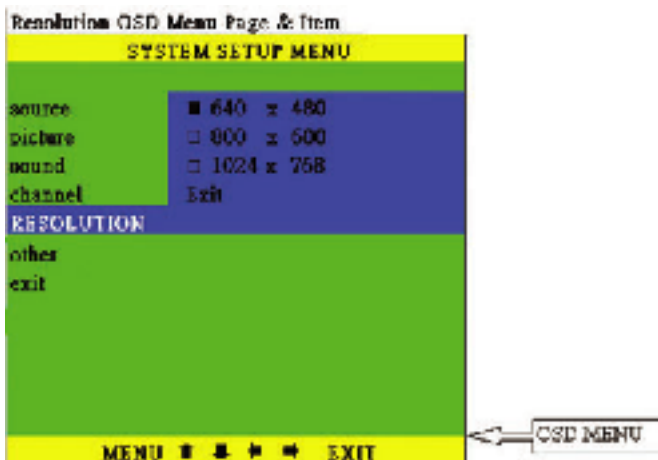 Resolution OSD Menu Page & Item
SYSTEM SETUP MENU
source ■ 640 x 480
picture □ 800 x 600
sound □ 1024 x 768
channel Exit
RESOLUTION
other
exit
MENU ⬆ ⬇ ⬅ ➡ EXIT
OSD MENU